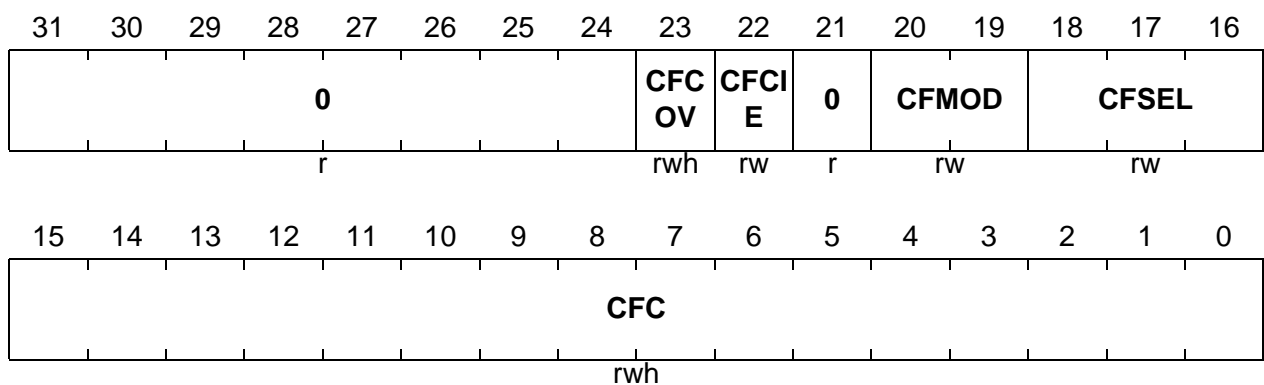 31 30 29 28 27 26 25 24 23 22 21 20 19 18 17 16
0 CFC OV CFCI E 0 CFMOD CFSEL
r rwh rw r rw rw
15 14 13 12 11 10 9 8 7 6 5 4 3 2 1 0
CFC
rwh